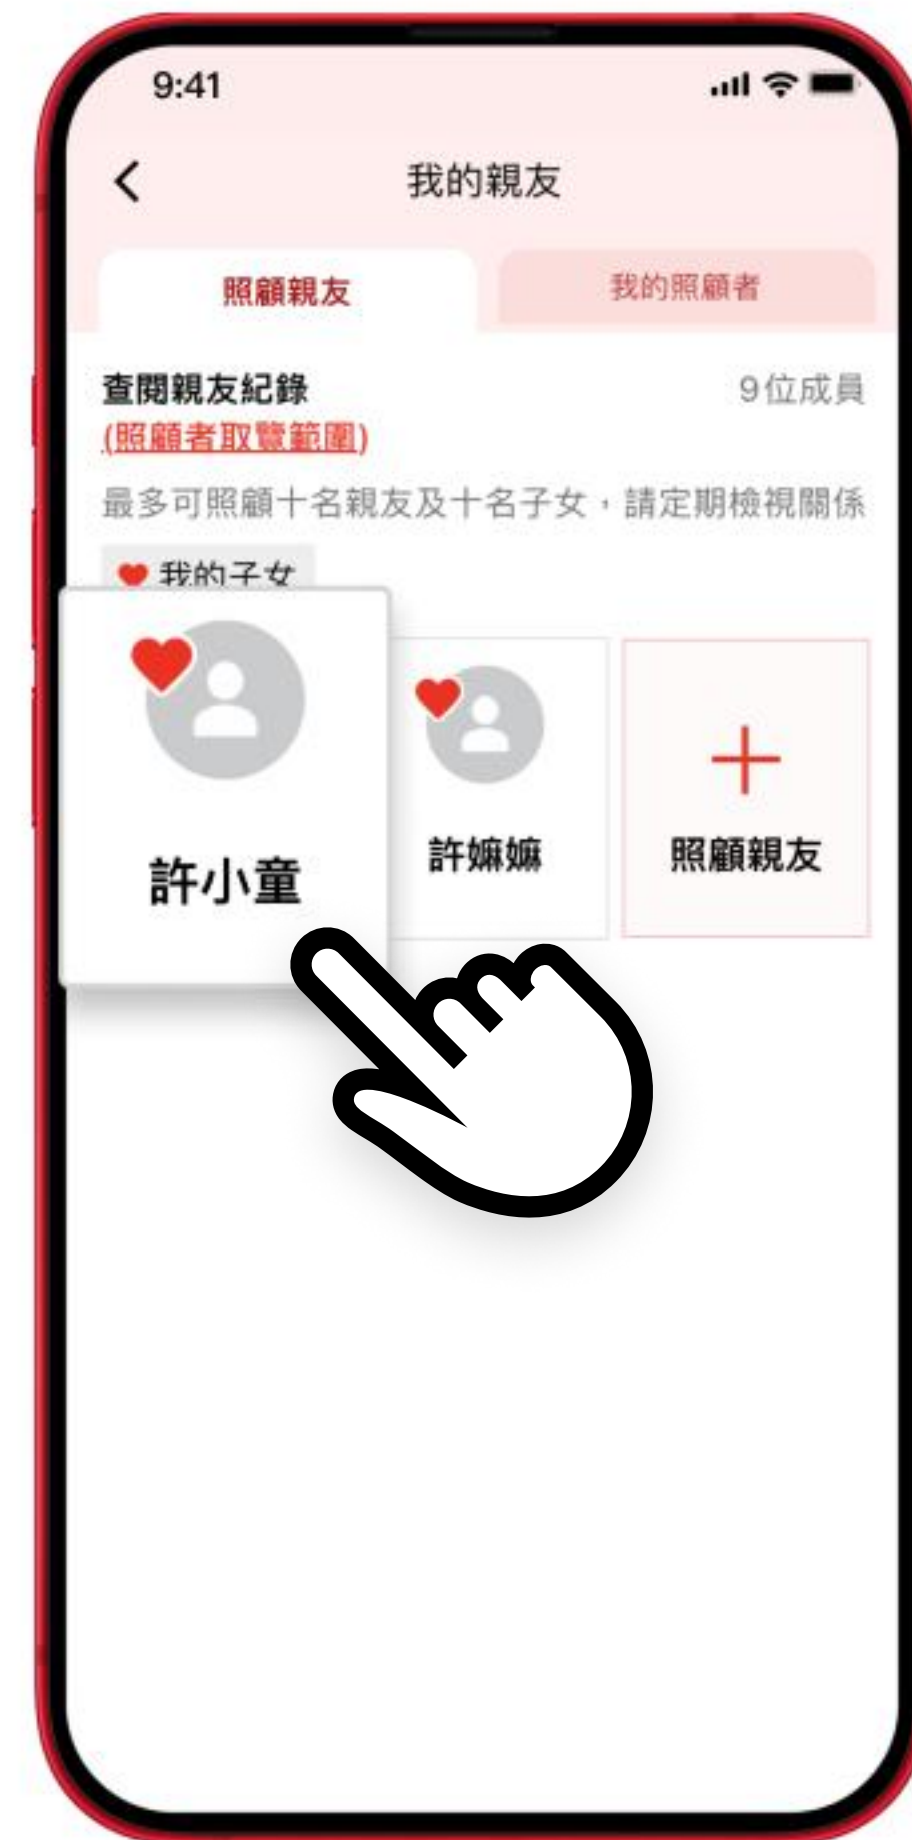 9:41
我的親友
照顧親友
我的照顧者
查閱親友紀錄
9位成員
(照顧者取覽範圍)
最多可照顧十名親友及十名子女，請定期檢視關係
我的子女
許小童
許嫲嫲
照顧親友